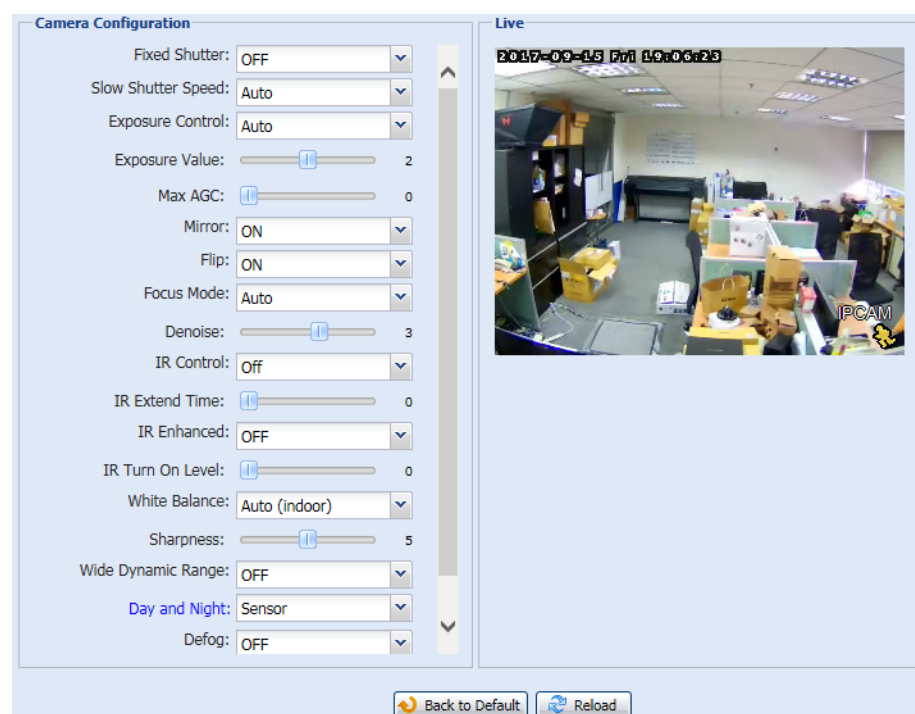 Camera Configuration
Fixed Shutter: OFF
Slow Shutter Speed: Auto
Exposure Control: Auto
Exposure Value: 2
Max AGC: 0
Mirror: ON
Flip: ON
Focus Mode: Auto
Denoise: 3
IR Control: Off
IR Extend Time: 0
IR Enhanced: OFF
IR Turn On Level: 0
White Balance: Auto (indoor)
Sharpness: 5
Wide Dynamic Range: OFF
Day and Night: Sensor
Defog: OFF
Live
2017-09-15 Fri 19:06:23
IPCAM
Back to Default
Reload